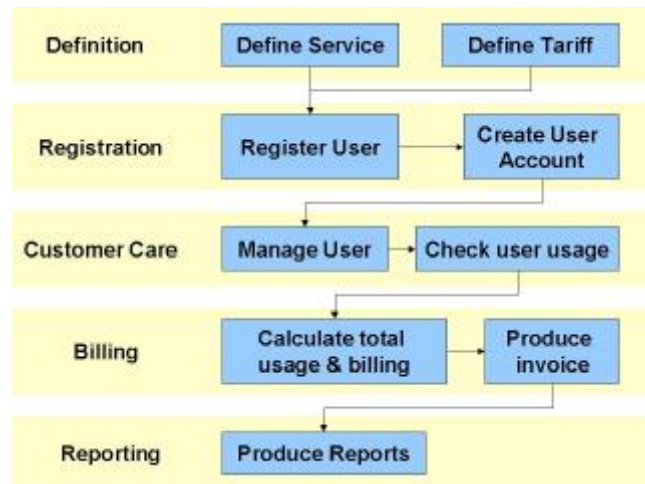 Definition
Define Service
Define Tariff
Registration
Register User
Create User
Account
Customer Care
Manage User
Check user usage
Billing
Calculate total
usage & billing
Produce
invoice
Reporting
Produce Reports